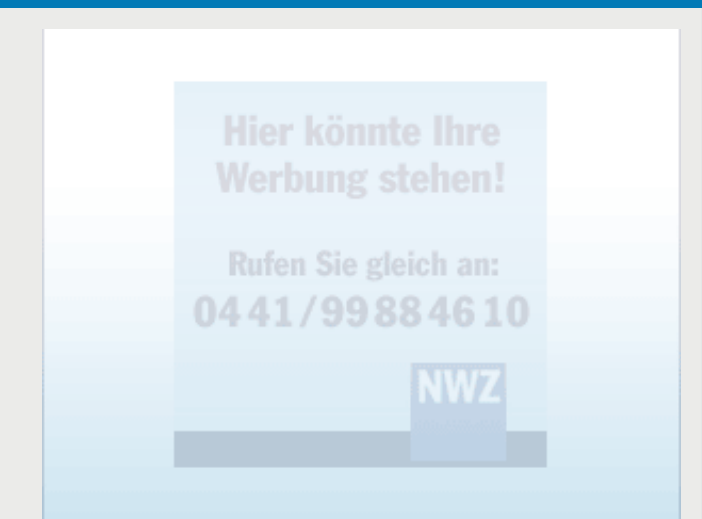 Hier könnte Ihre
Werbung stehen!
Rufen Sie gleich an:
0441/99884610
NWZ